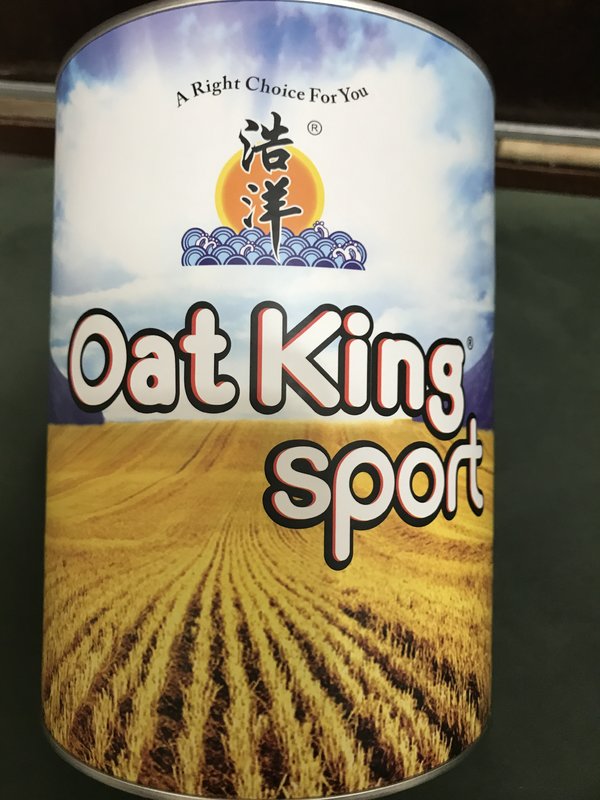 A Right Choice For You
浩洋®
Oat King®
sport